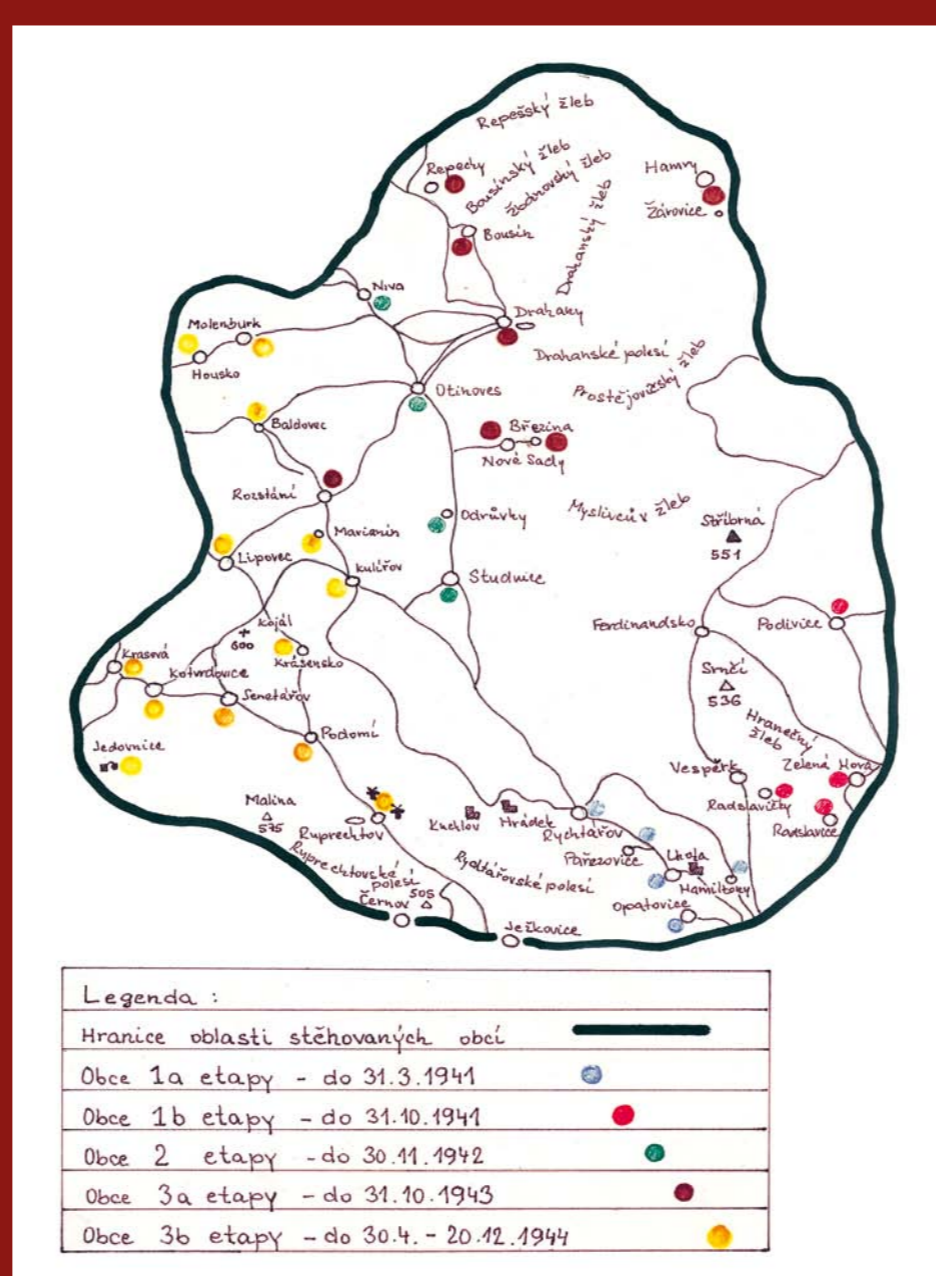 Repešský žleb
Repechy
Bousínský žleb
Žbánovský žleb
Hamry
Žárovice
Bousín
Drahanský žleb
Niva
Drahany
Molenburk
Housko
Drahanské polesí
Prostějovičský žleb
Otinoves
Baldovec
Březina
Nové Sady
Rozstání
Odrůvky
Myslivcův žleb
Stříbrná
551
Marianín
Lipovec
Kulířov
Studnice
Kojál
600
Krásensko
Ferdinandsko
Podivice
Krasová
Kotvrdovice
Senetářov
Srnčí
536
Hranečný
žleb
Jedovnice
Podomí
Vespěrk
Zelená Hora
Radslavičky
Radslavice
Malina
575
Ruprechtov
Kuchlov
Hrádek
Rychtářov
Pařezovice
Lhota
Hamiltony
Ruprechtovské
polesí
Rychtářovské polesí
505
Černov
Opatovice
Ježkovice
Legenda :
Hranice oblasti stěhovaných obcí
Obce 1a etapy - do 31.3.1941
Obce 1b etapy - do 31.10.1941
Obce 2 etapy - do 30.11.1942
Obce 3a etapy - do 31.10.1943
Obce 3b etapy - do 30.4. - 20.12.1944